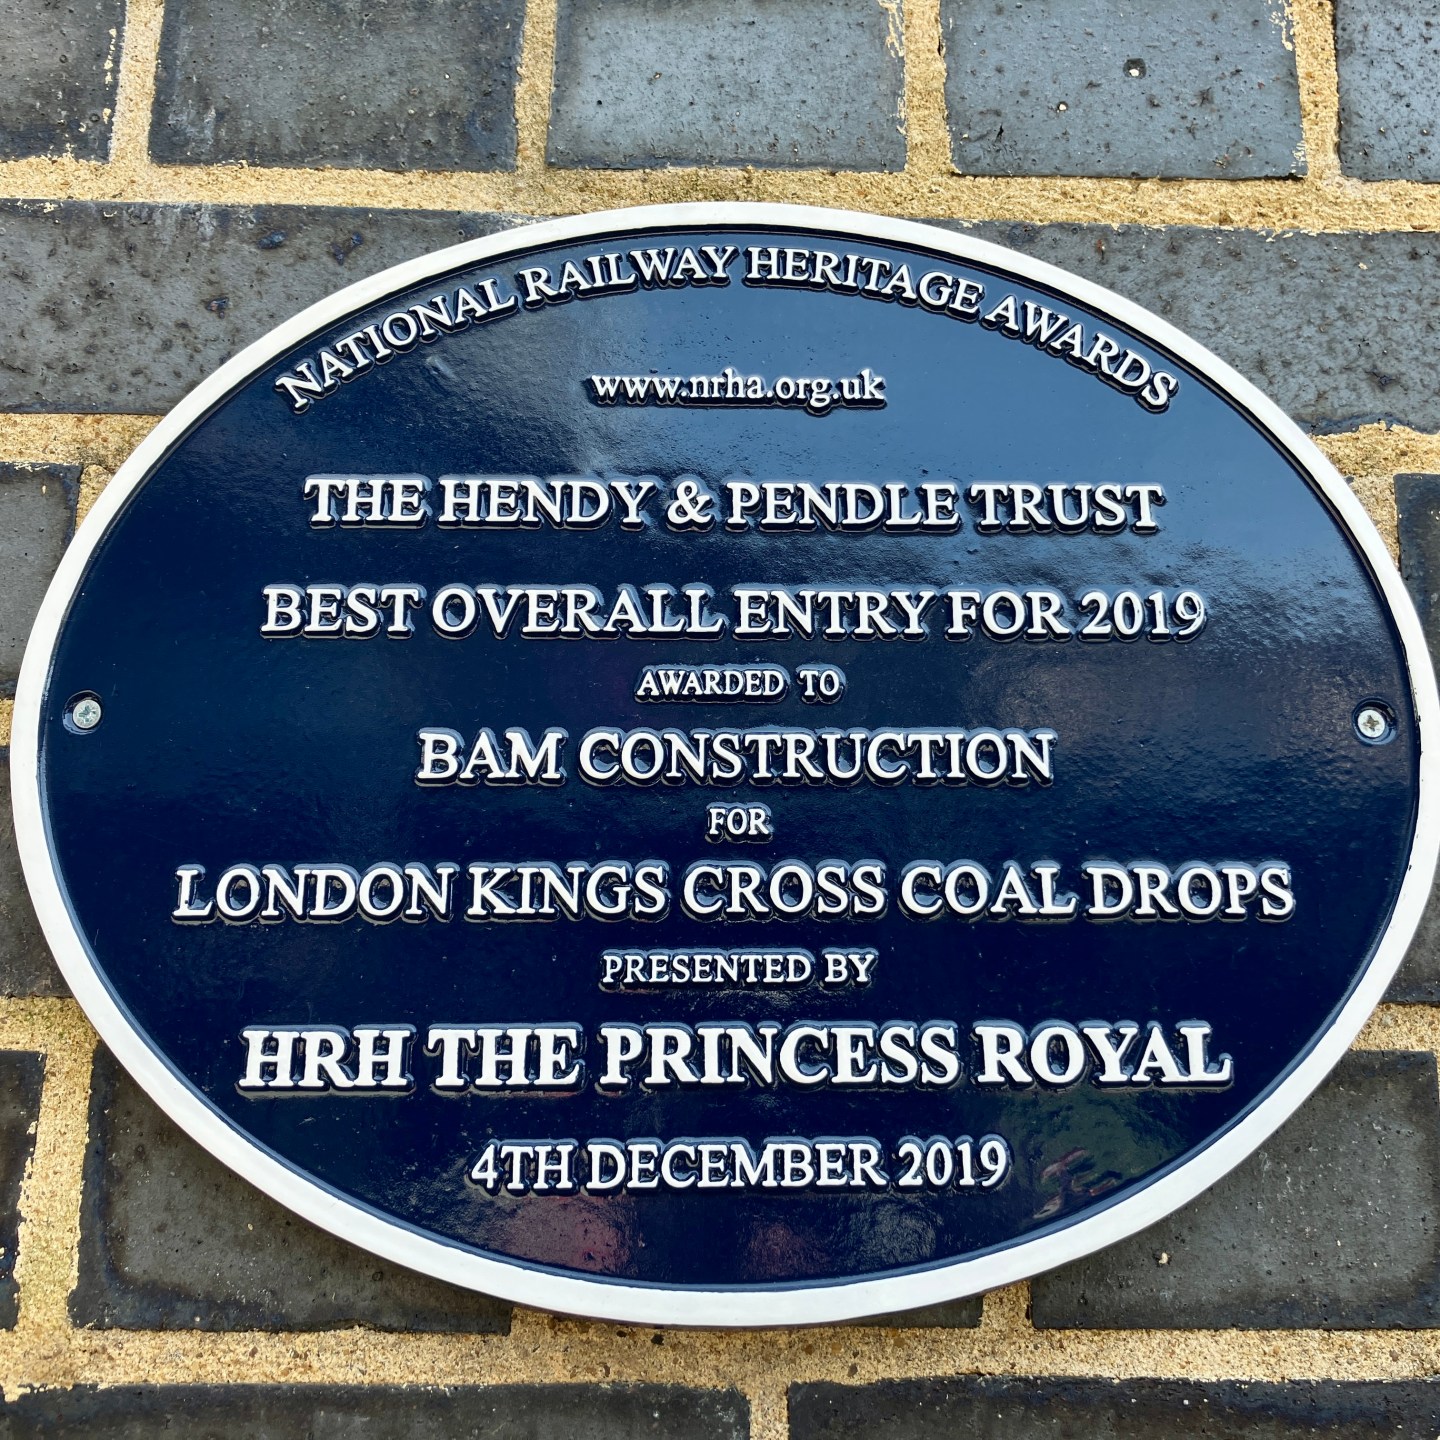 NATIONAL RAILWAY HERITAGE AWARDS
www.nrha.org.uk
THE HENDY & PENDLE TRUST
BEST OVERALL ENTRY FOR 2019
AWARDED TO
BAM CONSTRUCTION
FOR
LONDON KINGS CROSS COAL DROPS
PRESENTED BY
HRH THE PRINCESS ROYAL
4TH DECEMBER 2019